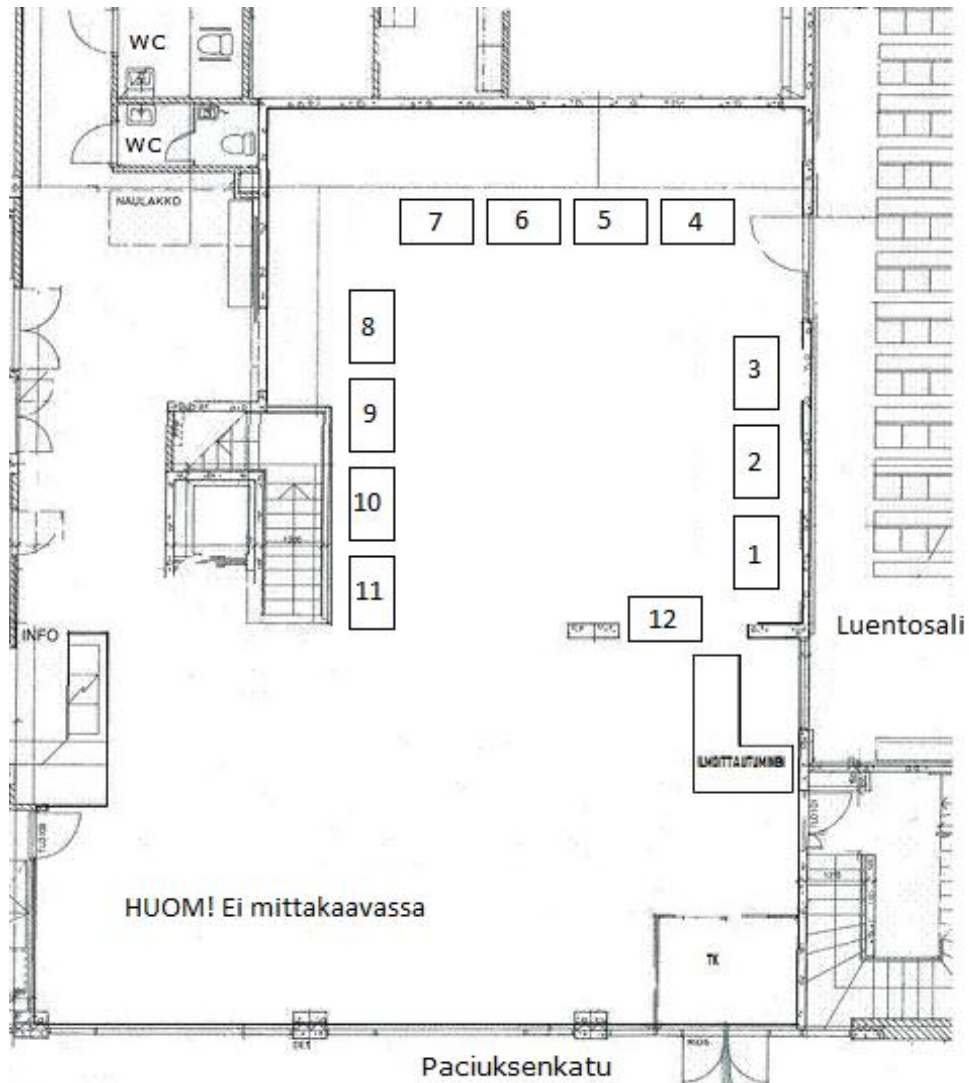 WC
WC
NAULAKKO
7 6 5 4
8
3
9
2
10
1
11
12
INFO
Luentosali
ILMOITTAUTUMINEN
HUOM! Ei mittakaavassa
TK
Paciuksenkatu